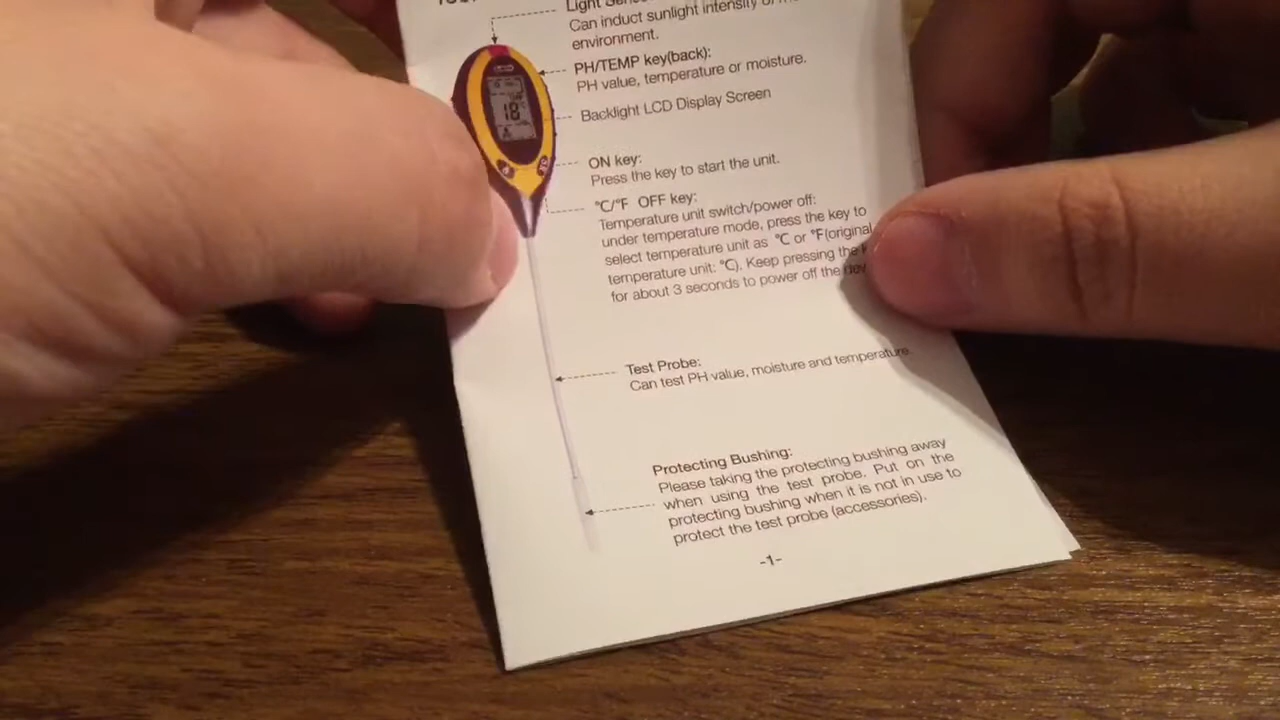 Light
Can induct sunlight intensity of
environment.
PH/TEMP key(back):
PH value, temperature or moisture.
Backlight LCD Display Screen
18
ON key:
Press the key to start the unit.
°C/°F OFF key:
Temperature unit switch/power off:
under temperature mode, press the key to
select temperature unit as °C or °F(original
temperature unit: °C). Keep pressing the
for about 3 seconds to power off the
Test Probe:
Can test PH value, moisture and temperature.
Protecting Bushing:
Please taking the protecting bushing away
when using the test probe. Put on the
protecting bushing when it is not in use to
protect the test probe (accessories).
-1-